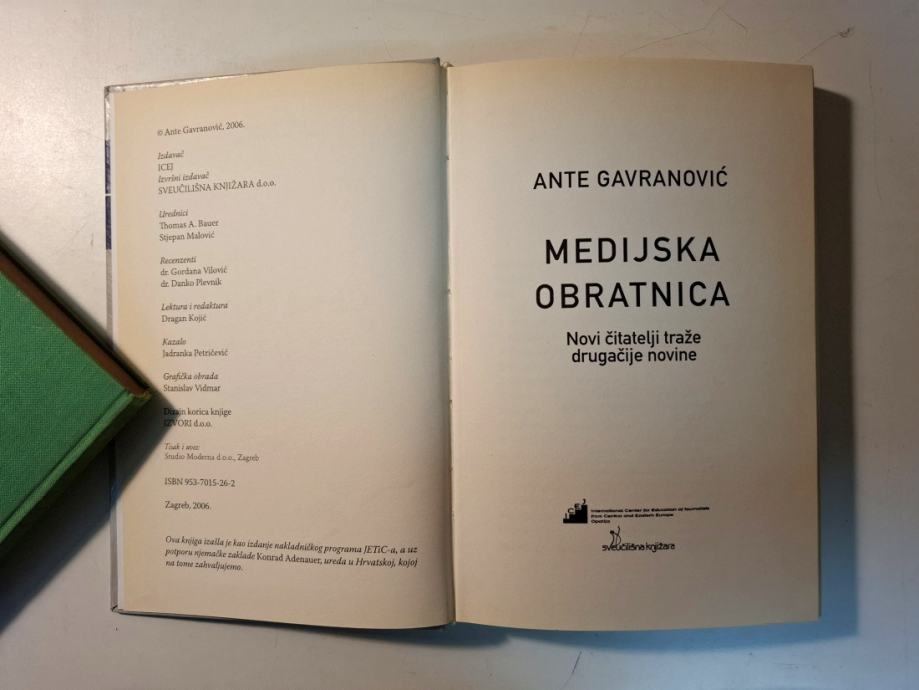 © Ante Gavranović, 2006.
Izdavač
ICEJ
Izvršni izdavač
SVEUČILIŠNA KNJIŽARA d.o.o.
Urednici
Thomas A. Bauer
Stjepan Malović
Recenzenti
dr. Gordana Vilović
dr. Danko Plevnik
Lektura i redaktura
Dragan Kojić
Kazalo
Jadranka Petričević
Grafička obrada
Stanislav Vidmar
Dizajn korica knjige
IZVORI d.o.o.
Tisak i uvez:
Studio Moderna d.o.o., Zagreb
ISBN 953-7015-26-2
Zagreb, 2006.
Ova knjiga izašla je kao izdanje nakladničkog programa JETiC-a, a uz
potporu njemačke zaklade Konrad Adenauer, ureda u Hrvatskoj, kojoj
na tome zahvaljujemo.
ANTE GAVRANOVIĆ
MEDIJSKA
OBRATNICA
Novi čitatelji traže
drugačije novine
ICEJ
International Center for Education of Journalists
from Central and Eastern Europe
Opatija
sveučilišna knjižara